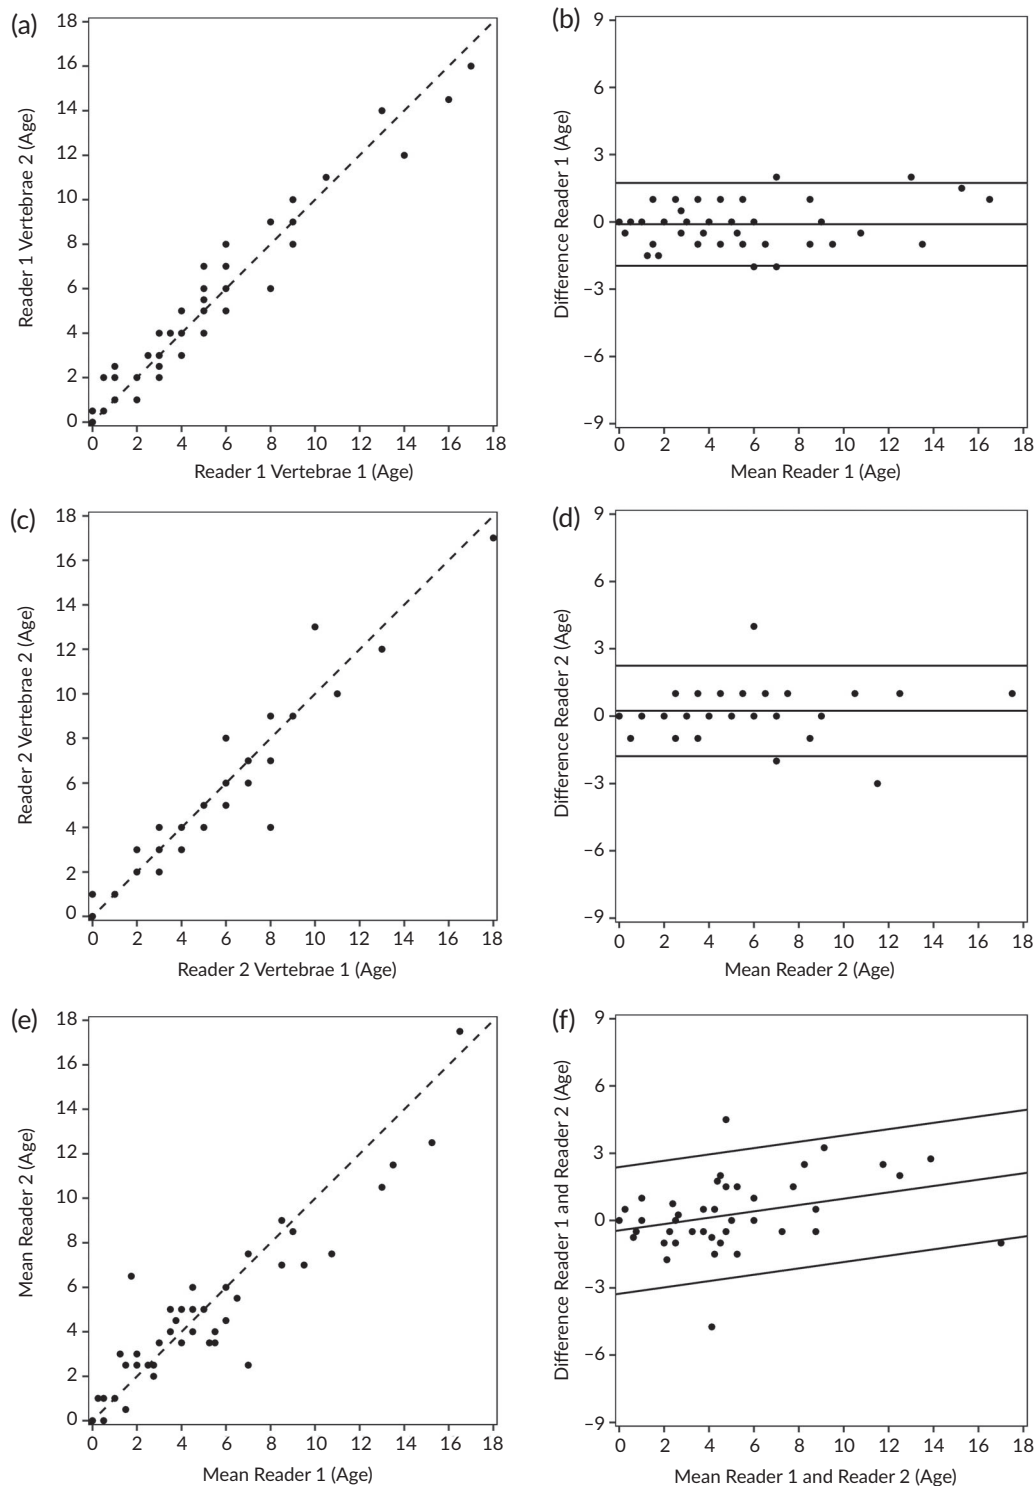 (a)
18
16
14
12
10
8
6
4
2
0
Reader 1 Vertebrae 2 (Age)
0 2 4 6 8 10 12 14 16 18
Reader 1 Vertebrae 1 (Age)
(b)
9
6
3
0
−3
−6
−9
Difference Reader 1 (Age)
0 2 4 6 8 10 12 14 16 18
Mean Reader 1 (Age)
(c)
18
16
14
12
10
8
6
4
2
0
Reader 2 Vertebrae 2 (Age)
0 2 4 6 8 10 12 14 16 18
Reader 2 Vertebrae 1 (Age)
(d)
9
6
3
0
−3
−6
−9
Difference Reader 2 (Age)
0 2 4 6 8 10 12 14 16 18
Mean Reader 2 (Age)
(e)
18
16
14
12
10
8
6
4
2
0
Mean Reader 2 (Age)
0 2 4 6 8 10 12 14 16 18
Mean Reader 1 (Age)
(f)
9
6
3
0
−3
−6
−9
Difference Reader 1 and Reader 2 (Age)
0 2 4 6 8 10 12 14 16 18
Mean Reader 1 and Reader 2 (Age)